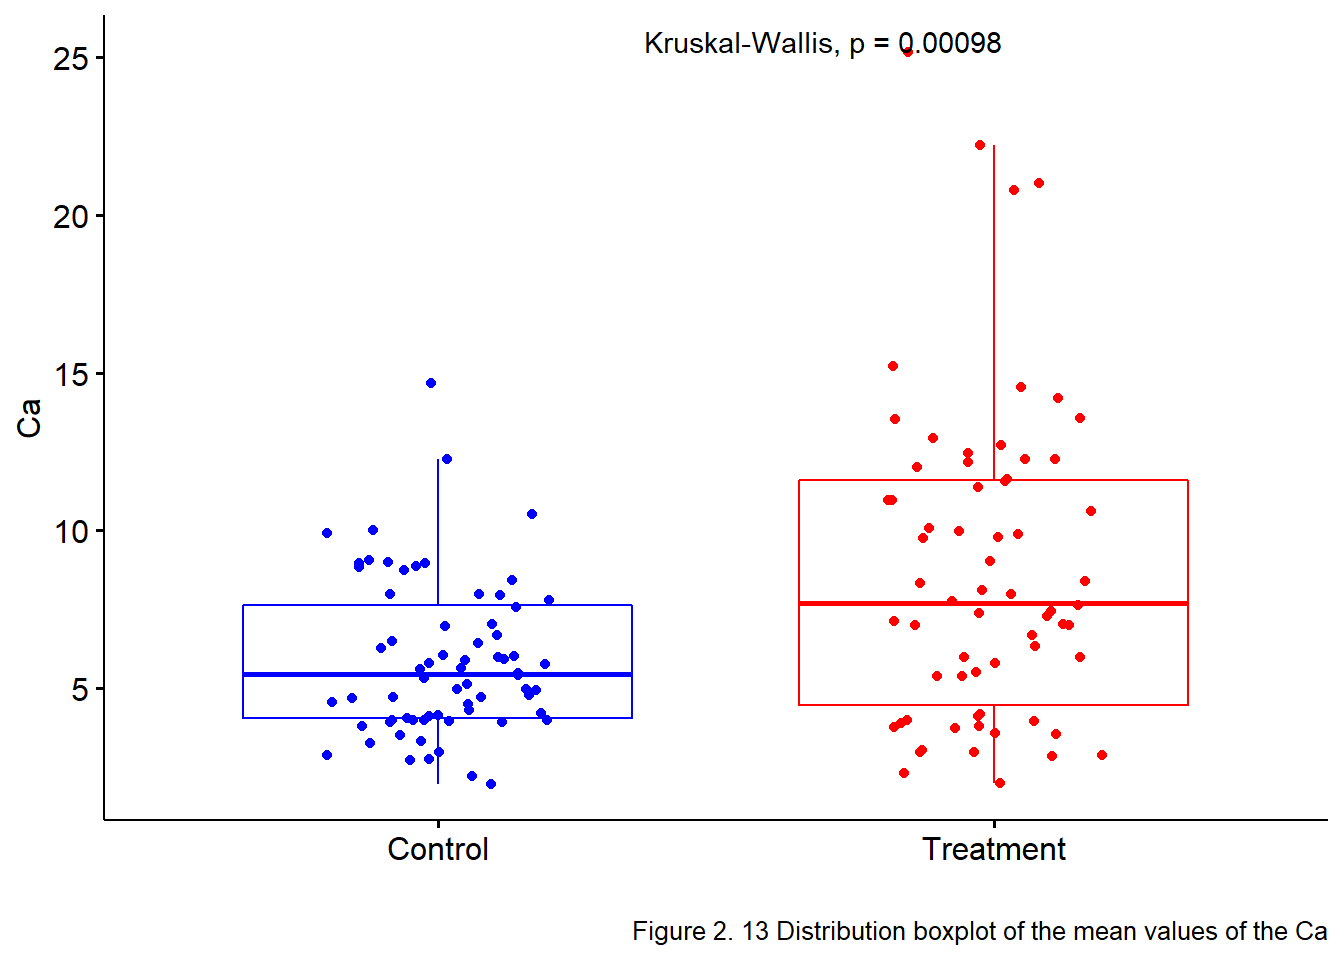 Kruskal-Wallis, p = 0.00098
25
20
15
10
5
Ca
Control
Treatment
Figure 2. 13 Distribution boxplot of the mean values of the Ca